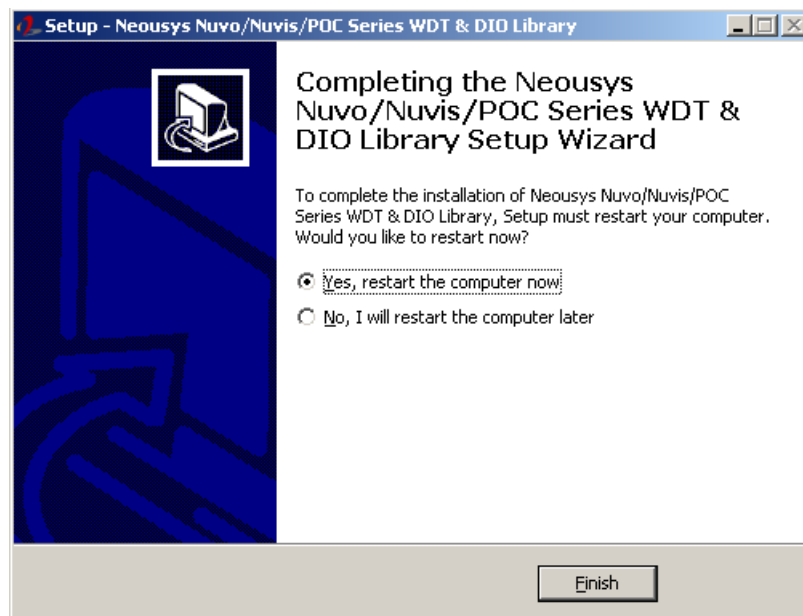 Setup - Neousys Nuvo/Nuvis/POC Series WDT & DIO Library
Completing the Neousys
Nuvo/Nuvis/POC Series WDT &
DIO Library Setup Wizard
To complete the installation of Neousys Nuvo/Nuvis/POC
Series WDT & DIO Library, Setup must restart your computer.
Would you like to restart now?
Yes, restart the computer now
No, I will restart the computer later
Finish